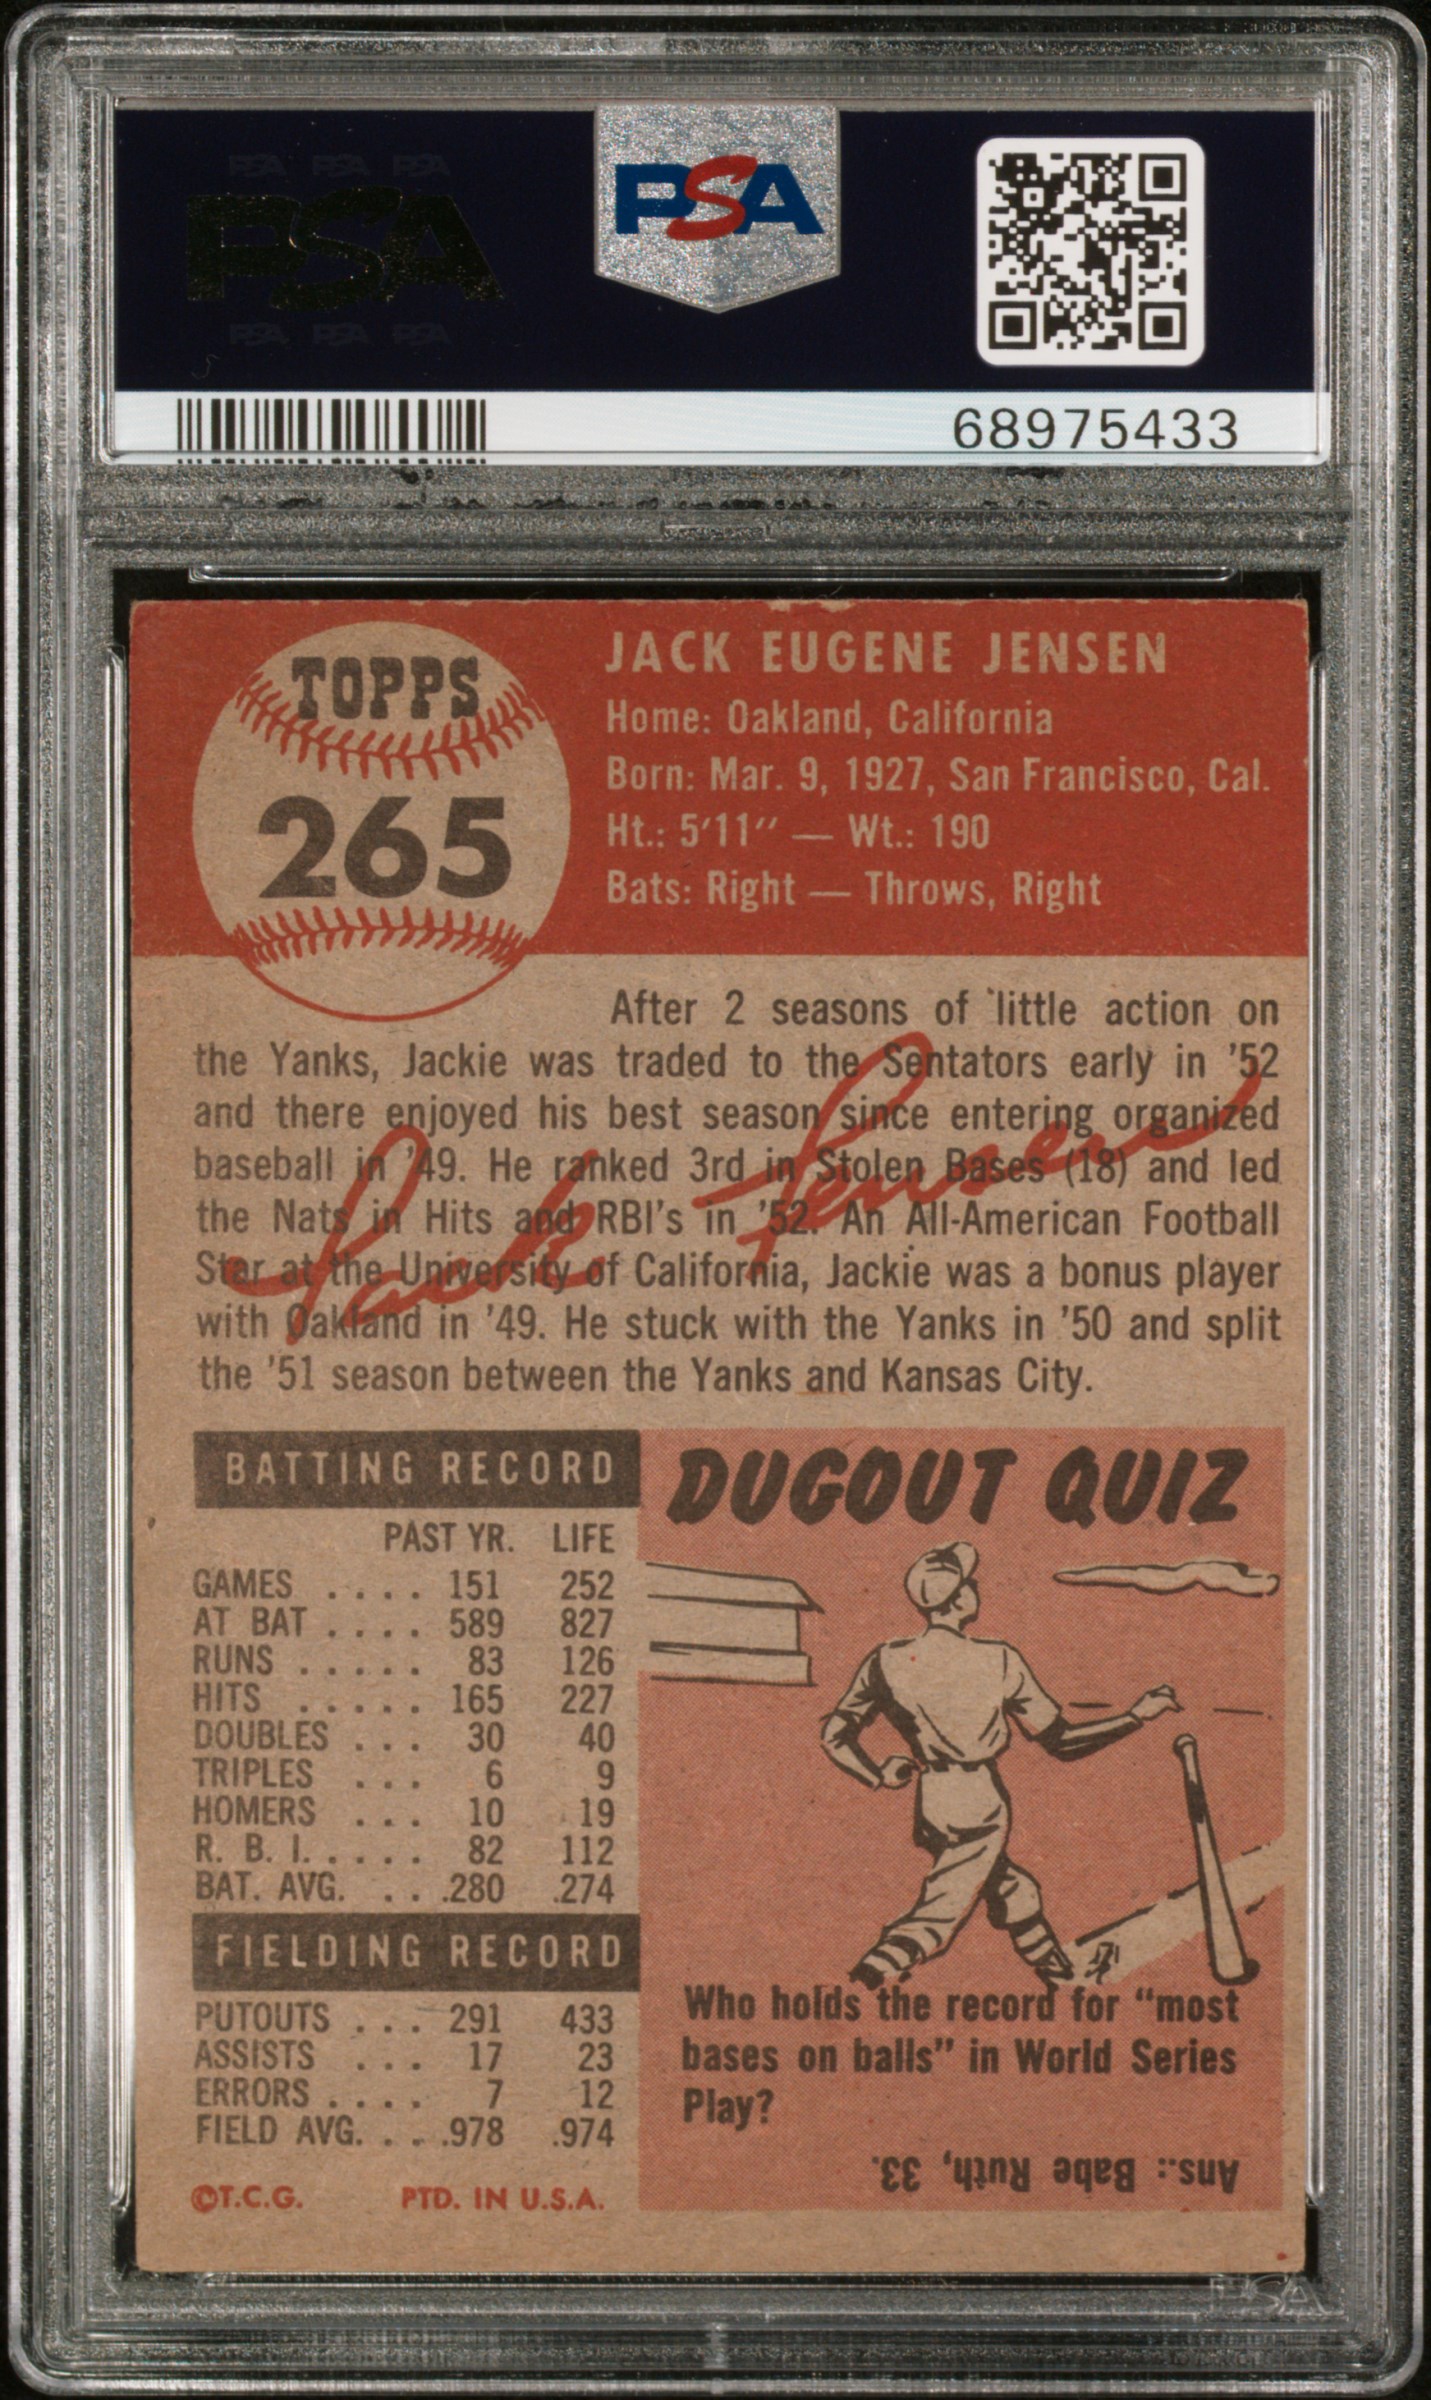 PSA PSA PSA
PSA
PSA PSA PSA
PSA
68975433
TOPPS
265
JACK EUGENE JENSEN
Home: Oakland, California
Born: Mar. 9, 1927, San Francisco, Cal.
Ht.: 5'11" — Wt.: 190
Bats: Right — Throws, Right
After 2 seasons of little action on
the Yanks, Jackie was traded to the Sentators early in '52
and there enjoyed his best season since entering organized
baseball in '49. He ranked 3rd in Stolen Bases (18) and led
the Nats in Hits and RBI's in '52. An All-American Football
Star at the University of California, Jackie was a bonus player
with Oakland in '49. He stuck with the Yanks in '50 and split
the '51 season between the Yanks and Kansas City.
Jack Jensen
BATTING RECORD
PAST YR. LIFE
GAMES .... 151 252
AT BAT .... 589 827
RUNS ..... 83 126
HITS ..... 165 227
DOUBLES ... 30 40
TRIPLES ... 6 9
HOMERS ... 10 19
R. B. I. .... 82 112
BAT. AVG. .. .280 .274
FIELDING RECORD
PUTOUTS ... 291 433
ASSISTS ... 17 23
ERRORS .... 7 12
FIELD AVG. .. .978 .974
©T.C.G. PTD. IN U.S.A.
DUGOUT QUIZ
Who holds the record for "most
bases on balls" in World Series
Play?
Ans.: Babe Ruth, 33.
PSA